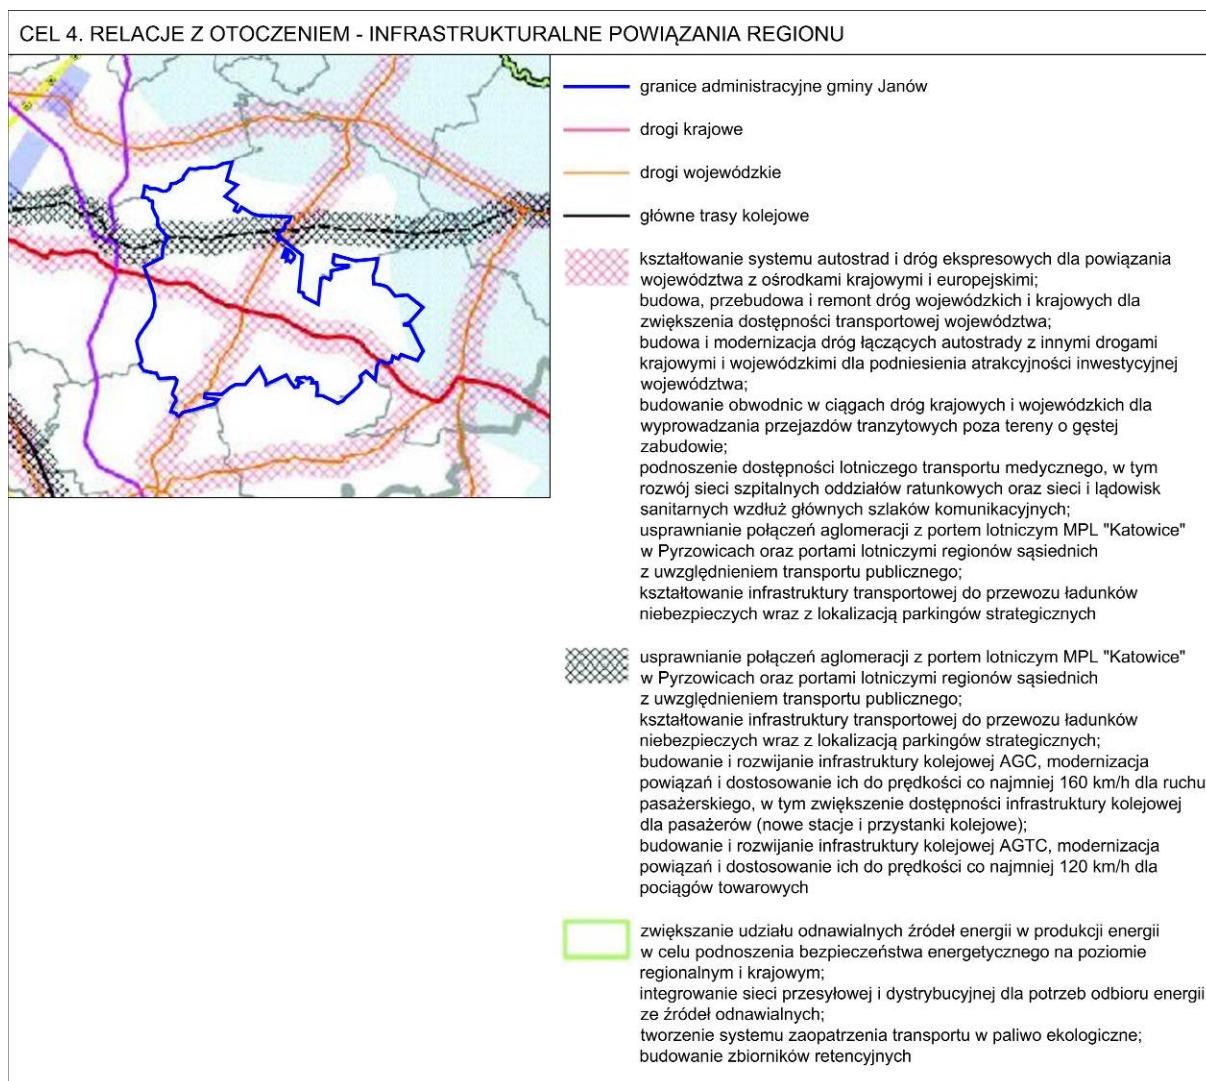 CEL 4. RELACJE Z OTOCZENIEM - INFRASTRUKTURALNE POWIĄZANIA REGIONU
granice administracyjne gminy Janów
drogi krajowe
drogi wojewódzkie
główne trasy kolejowe
kształtowanie systemu autostrad i dróg ekspresowych dla powiązania
województwa z ośrodkami krajowymi i europejskimi;
budowa, przebudowa i remont dróg wojewódzkich i krajowych dla
zwiększenia dostępności transportowej województwa;
budowa i modernizacja dróg łączących autostrady z innymi drogami
krajowymi i wojewódzkimi dla podniesienia atrakcyjności inwestycyjnej
województwa;
budowanie obwodnic w ciągach dróg krajowych i wojewódzkich dla
wyprowadzania przejazdów tranzytowych poza tereny o gęstej
zabudowie;
podnoszenie dostępności lotniczego transportu medycznego, w tym
rozwój sieci szpitalnych oddziałów ratunkowych oraz sieci i lądowisk
sanitarnych wzdłuż głównych szlaków komunikacyjnych;
usprawnianie połączeń aglomeracji z portem lotniczym MPL "Katowice"
w Pyrzowicach oraz portami lotniczymi regionów sąsiednich
z uwzględnieniem transportu publicznego;
kształtowanie infrastruktury transportowej do przewozu ładunków
niebezpieczych wraz z lokalizacją parkingów strategicznych
usprawnianie połączeń aglomeracji z portem lotniczym MPL "Katowice"
w Pyrzowicach oraz portami lotniczymi regionów sąsiednich
z uwzględnieniem transportu publicznego;
kształtowanie infrastruktury transportowej do przewozu ładunków
niebezpieczych wraz z lokalizacją parkingów strategicznych;
budowanie i rozwijanie infrastruktury kolejowej AGC, modernizacja
powiązań i dostosowanie ich do prędkości co najmniej 160 km/h dla ruchu
pasażerskiego, w tym zwiększenie dostępności infrastruktury kolejowej
dla pasażerów (nowe stacje i przystanki kolejowe);
budowanie i rozwijanie infrastruktury kolejowej AGTC, modernizacja
powiązań i dostosowanie ich do prędkości co najmniej 120 km/h dla
pociągów towarowych
zwiększanie udziału odnawialnych źródeł energii w produkcji energii
w celu podnoszenia bezpieczeństwa energetycznego na poziomie
regionalnym i krajowym;
integrowanie sieci przesyłowej i dystrybucyjnej dla potrzeb odbioru energii
ze źródeł odnawialnych;
tworzenie systemu zaopatrzenia transportu w paliwo ekologiczne;
budowanie zbiorników retencyjnych